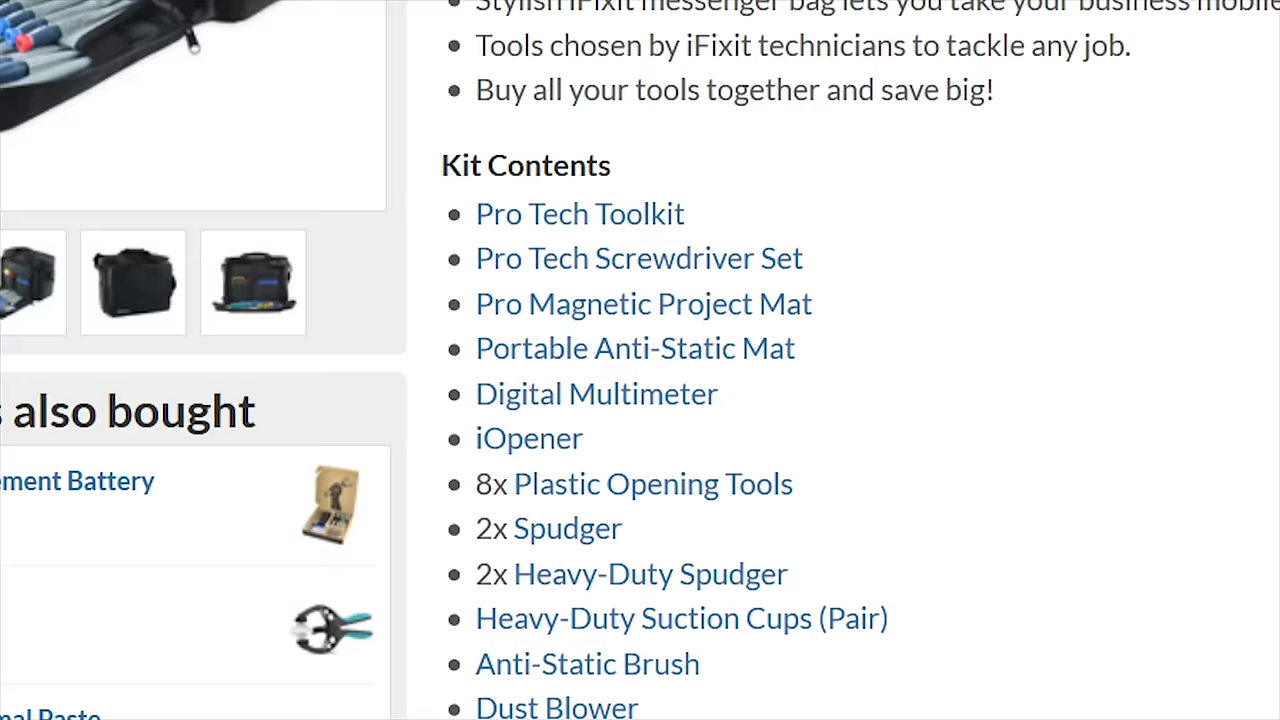 Stylish iFixit messenger bag lets you take your business mobile
Tools chosen by iFixit technicians to tackle any job.
Buy all your tools together and save big!
Kit Contents
Pro Tech Toolkit
Pro Tech Screwdriver Set
Pro Magnetic Project Mat
Portable Anti-Static Mat
Digital Multimeter
iOpener
8x Plastic Opening Tools
2x Spudger
2x Heavy-Duty Spudger
Heavy-Duty Suction Cups (Pair)
Anti-Static Brush
Dust Blower
s also bought
ement Battery
mal Paste